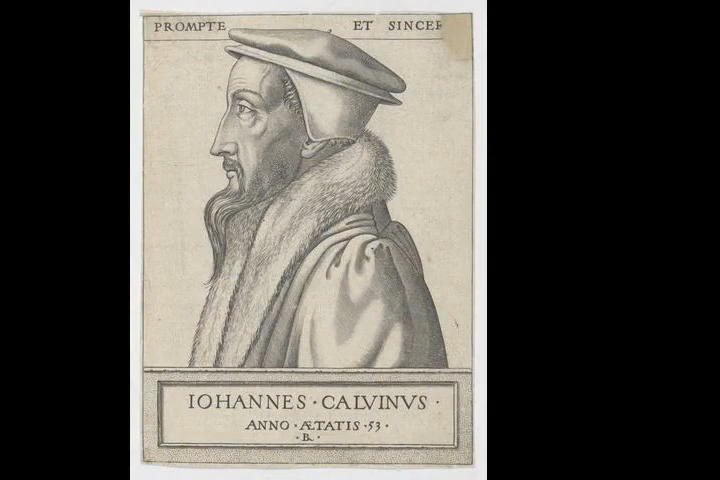 PROMPTE ET SINCER
IOHANNES · CALVINVS ·
ANNO · ÆTATIS · 53 ·
· R ·